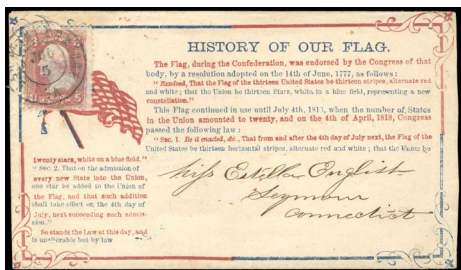 HISTORY OF OUR FLAG.
The Flag, during the Confederation, was endorsed by the Congress of that
body, by a resolution adopted on the 14th of June, 1777, as follows:
"Resolved, That the Flag of the thirteen United States be thirteen stripes, alternate red
and white; that the Union be thirteen Stars, white in a blue field, representing a new
constellation."
This Flag continued in use until July 4th, 1811, when the number of States
in the Union amounted to twenty, and on the 4th of April, 1818, Congress
passed the following law:
"SEC. 1. Be it enacted, &c., That from and after the 4th day of July next, the Flag of the
United States be thirteen horizontal stripes, alternate red and white; that the Union be
twenty stars, white on a blue field."
"SEC. 2. That on the admission of
every new State into the Union,
one star be added to the Union of
the Flag, and that such addition
shall take effect on the 4th day of
July, next succeeding such admis-
sion."
So stands the Law at this day, and
is unalterable but by law
Miss Estella English
Seymour
Connecticut